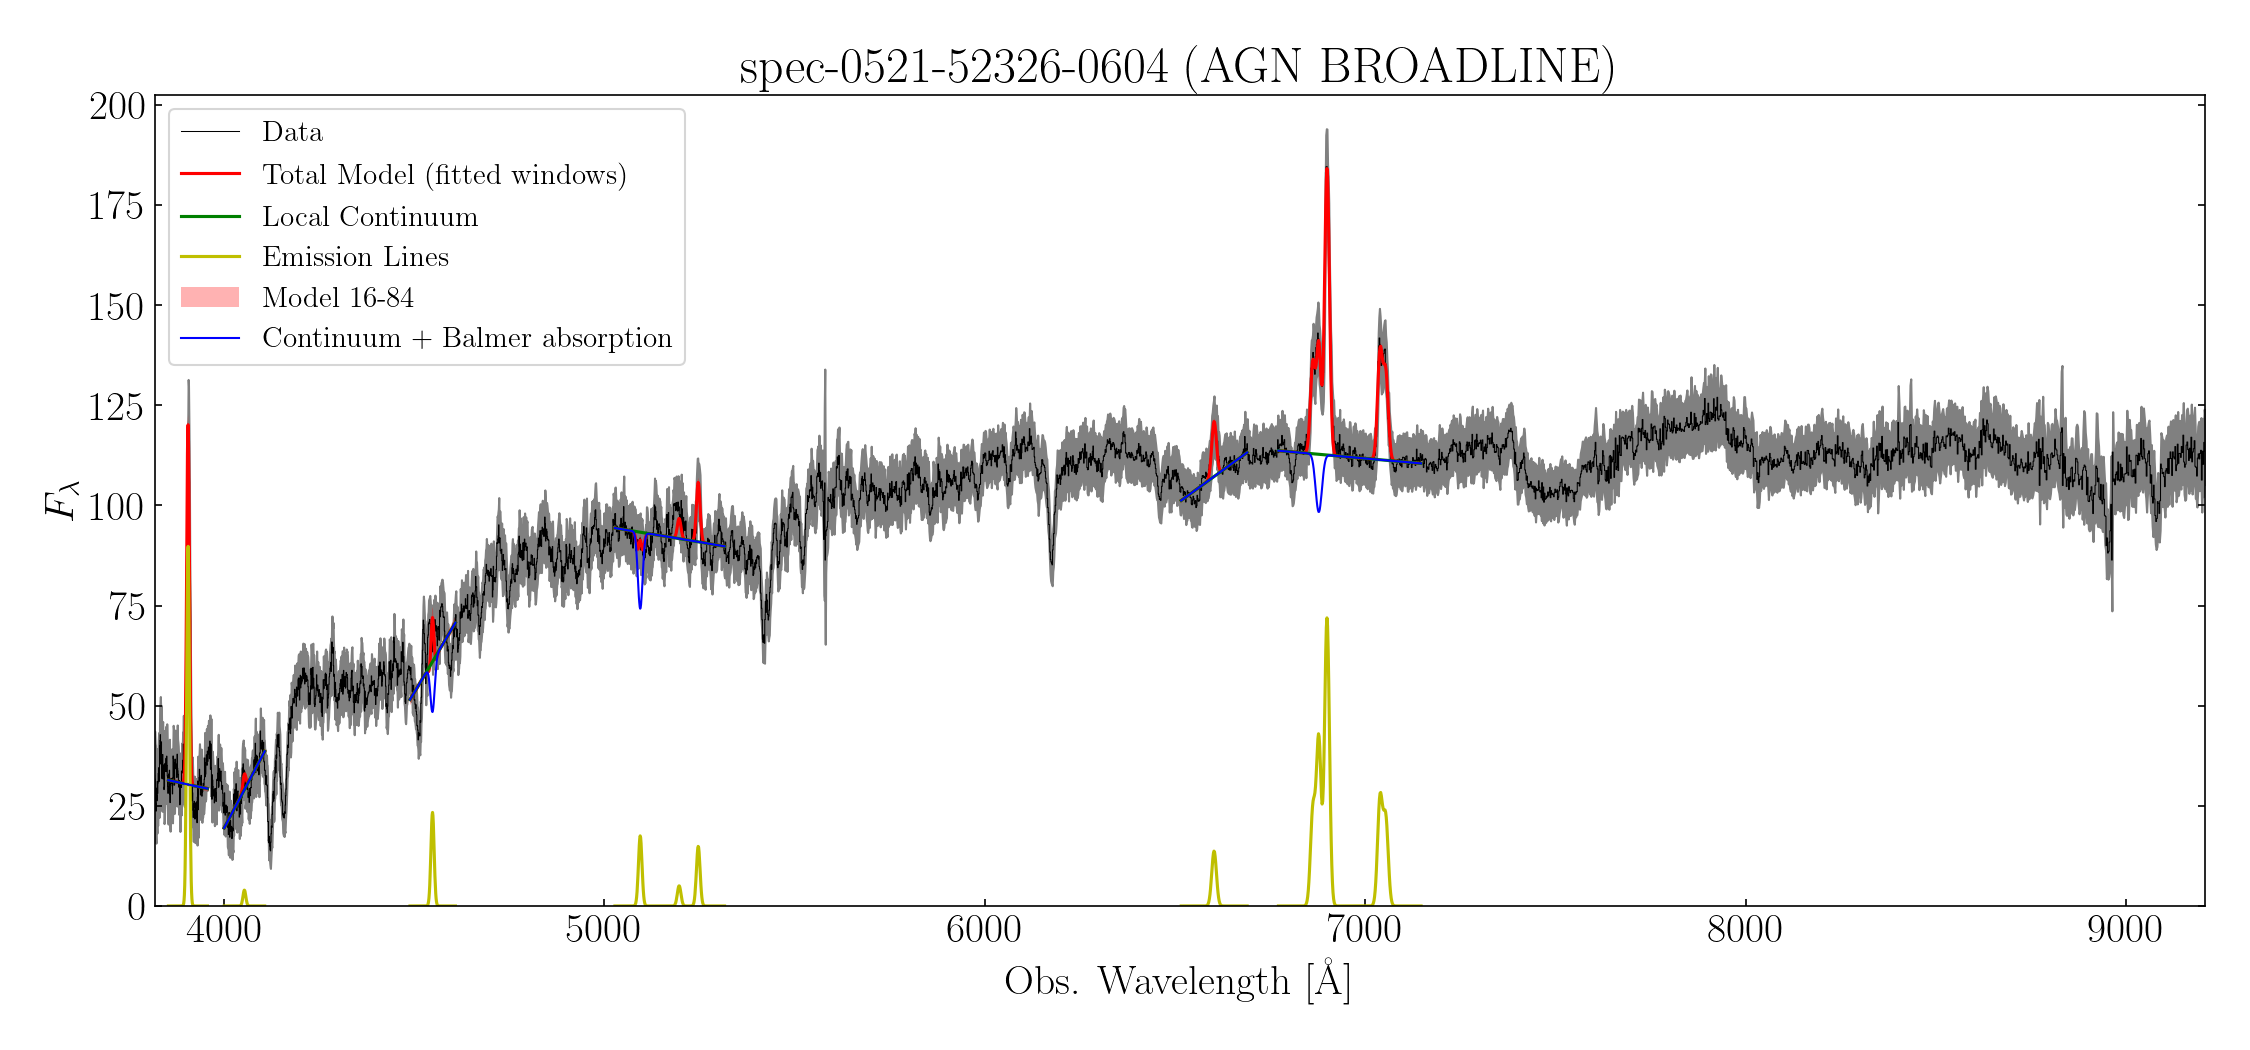 spec-0521-52326-0604 (AGN BROADLINE)
200
175
150
125
100
75
50
25
0
F_λ
Data
Total Model (fitted windows)
Local Continuum
Emission Lines
Model 16-84
Continuum + Balmer absorption
4000 5000 6000 7000 8000 9000
Obs. Wavelength [Å]